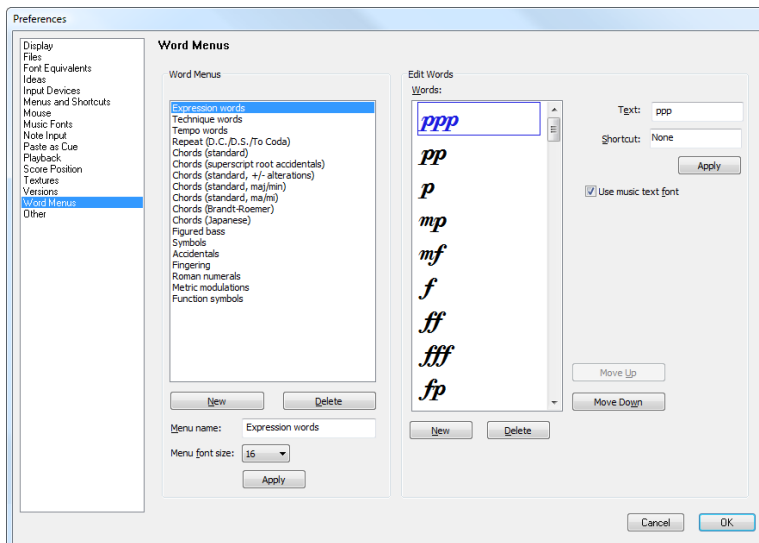 Preferences
Display
Files
Font Equivalents
Ideas
Input Devices
Menus and Shortcuts
Mouse
Music Fonts
Note Input
Paste as Cue
Playback
Score Position
Textures
Versions
Word Menus
Other
Word Menus
Word Menus
Expression words
Technique words
Tempo words
Repeat (D.C./D.S./To Coda)
Chords (standard)
Chords (superscript root accidentals)
Chords (standard, +/- alterations)
Chords (standard, maj/min)
Chords (standard, ma/mi)
Chords (Brandt-Roemer)
Chords (Japanese)
Figured bass
Symbols
Accidentals
Fingering
Roman numerals
Metric modulations
Function symbols
New Delete
Menu name: Expression words
Menu font size: 16
Apply
Edit Words
Words:
ppp
pp
p
mp
mf
f
ff
fff
fp
New Delete
Text: ppp
Shortcut: None
Apply
Use music text font
Move Up
Move Down
Cancel OK